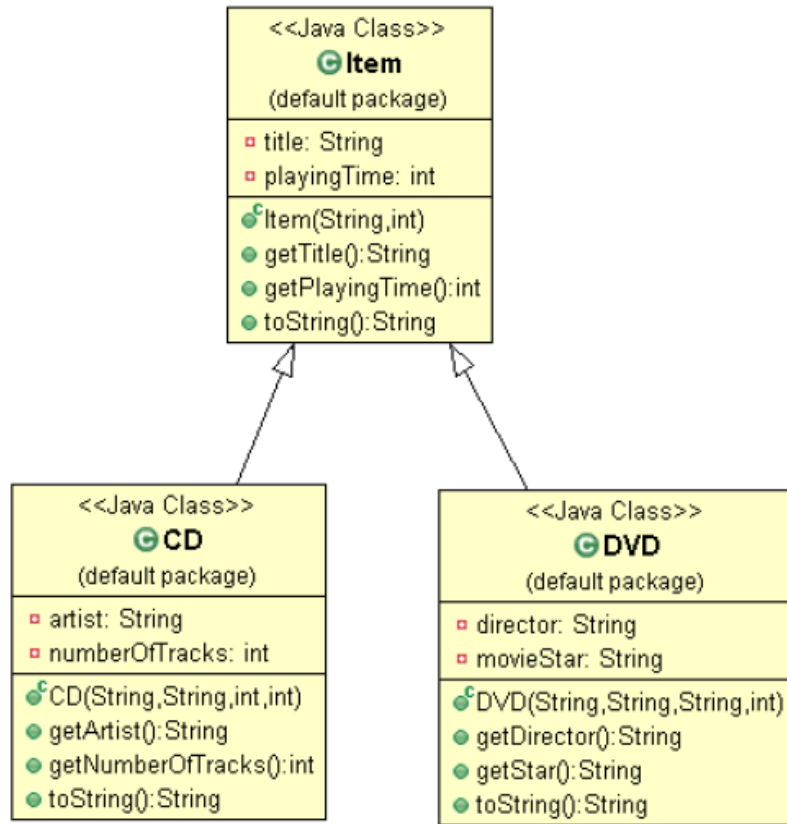 <<Java Class>>
Item
(default package)
title: String
playingTime: int
Item(String,int)
getTitle():String
getPlayingTime():int
toString():String
<<Java Class>>
CD
(default package)
artist: String
numberOfTracks: int
CD(String,String,int,int)
getArtist():String
getNumberOfTracks():int
toString():String
<<Java Class>>
DVD
(default package)
director: String
movieStar: String
DVD(String,String,String,int)
getDirector():String
getStar():String
toString():String